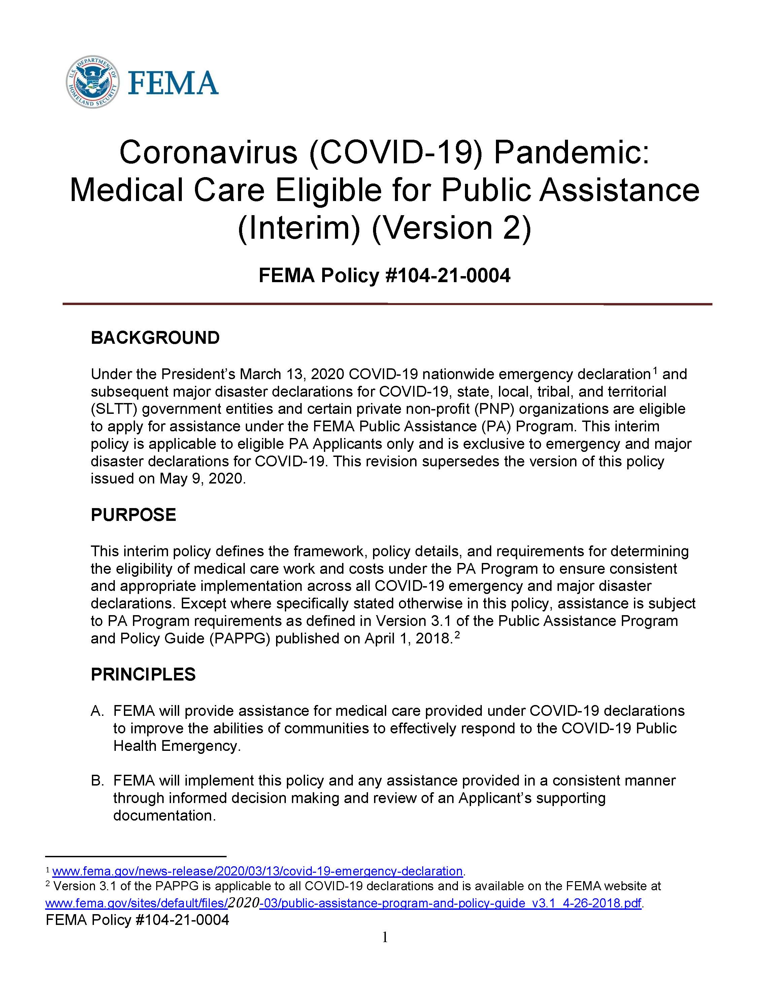 U.S. DEPARTMENT OF HOMELAND SECURITY
FEMA
Coronavirus (COVID-19) Pandemic:
Medical Care Eligible for Public Assistance
(Interim) (Version 2)
FEMA Policy #104-21-0004
BACKGROUND
Under the President’s March 13, 2020 COVID-19 nationwide emergency declaration1 and
subsequent major disaster declarations for COVID-19, state, local, tribal, and territorial
(SLTT) government entities and certain private non-profit (PNP) organizations are eligible
to apply for assistance under the FEMA Public Assistance (PA) Program. This interim
policy is applicable to eligible PA Applicants only and is exclusive to emergency and major
disaster declarations for COVID-19. This revision supersedes the version of this policy
issued on May 9, 2020.
PURPOSE
This interim policy defines the framework, policy details, and requirements for determining
the eligibility of medical care work and costs under the PA Program to ensure consistent
and appropriate implementation across all COVID-19 emergency and major disaster
declarations. Except where specifically stated otherwise in this policy, assistance is subject
to PA Program requirements as defined in Version 3.1 of the Public Assistance Program
and Policy Guide (PAPPG) published on April 1, 2018.2
PRINCIPLES
A. FEMA will provide assistance for medical care provided under COVID-19 declarations
to improve the abilities of communities to effectively respond to the COVID-19 Public
Health Emergency.
B. FEMA will implement this policy and any assistance provided in a consistent manner
through informed decision making and review of an Applicant’s supporting
documentation.
1 www.fema.gov/news-release/2020/03/13/covid-19-emergency-declaration.
2 Version 3.1 of the PAPPG is applicable to all COVID-19 declarations and is available on the FEMA website at
www.fema.gov/sites/default/files/2020-03/public-assistance-program-and-policy-guide_v3.1_4-26-2018.pdf.
FEMA Policy #104-21-0004
1